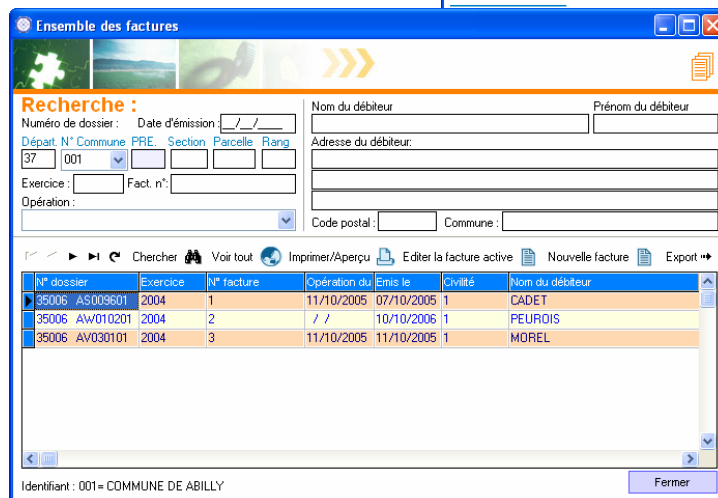 Ensemble des factures
Recherche :
Numéro de dossier : Date d'émission : _/_/___
Départ. N° Commune PRE. Section Parcelle Rang
37 001
Exercice : Fact. n°:
Opération :
Nom du débiteur Prénom du débiteur
Adresse du débiteur:
Code postal : Commune :
Chercher Voir tout Imprimer/Aperçu Editer la facture active Nouvelle facture Export
N° dossier Exercice N° facture Opération du Emis le Civilité Nom du débiteur
35006 AS009601 2004 1 11/10/2005 07/10/2005 1 CADET
35006 AW010201 2004 2 / / 10/10/2006 1 PEUROIS
35006 AV030101 2004 3 11/10/2005 11/10/2005 1 MOREL
Identifiant : 001= COMMUNE DE ABILLY
Fermer